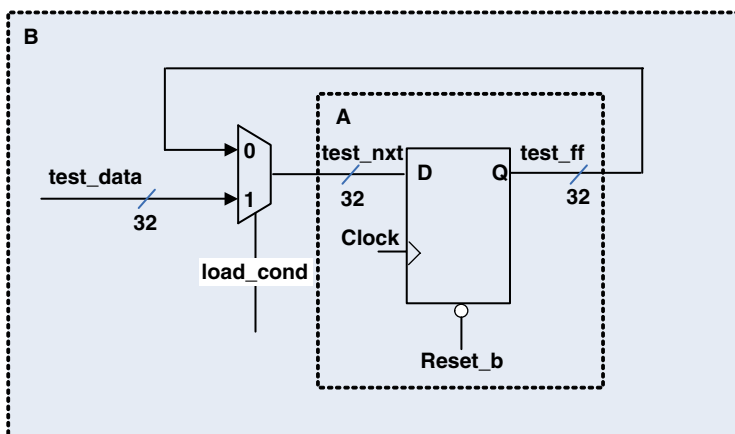 B
A
0
test_nxt
test_ff
test_data
D
Q
1
32
32
32
Clock
load_cond
Reset_b